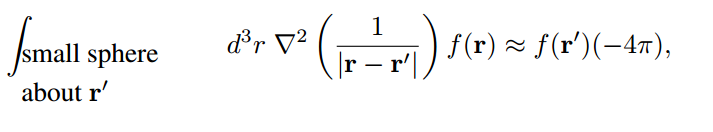 ∫small sphere about r′ d³r ∇² (1/|r − r′|) f(r) ≈ f(r′)(−4π),